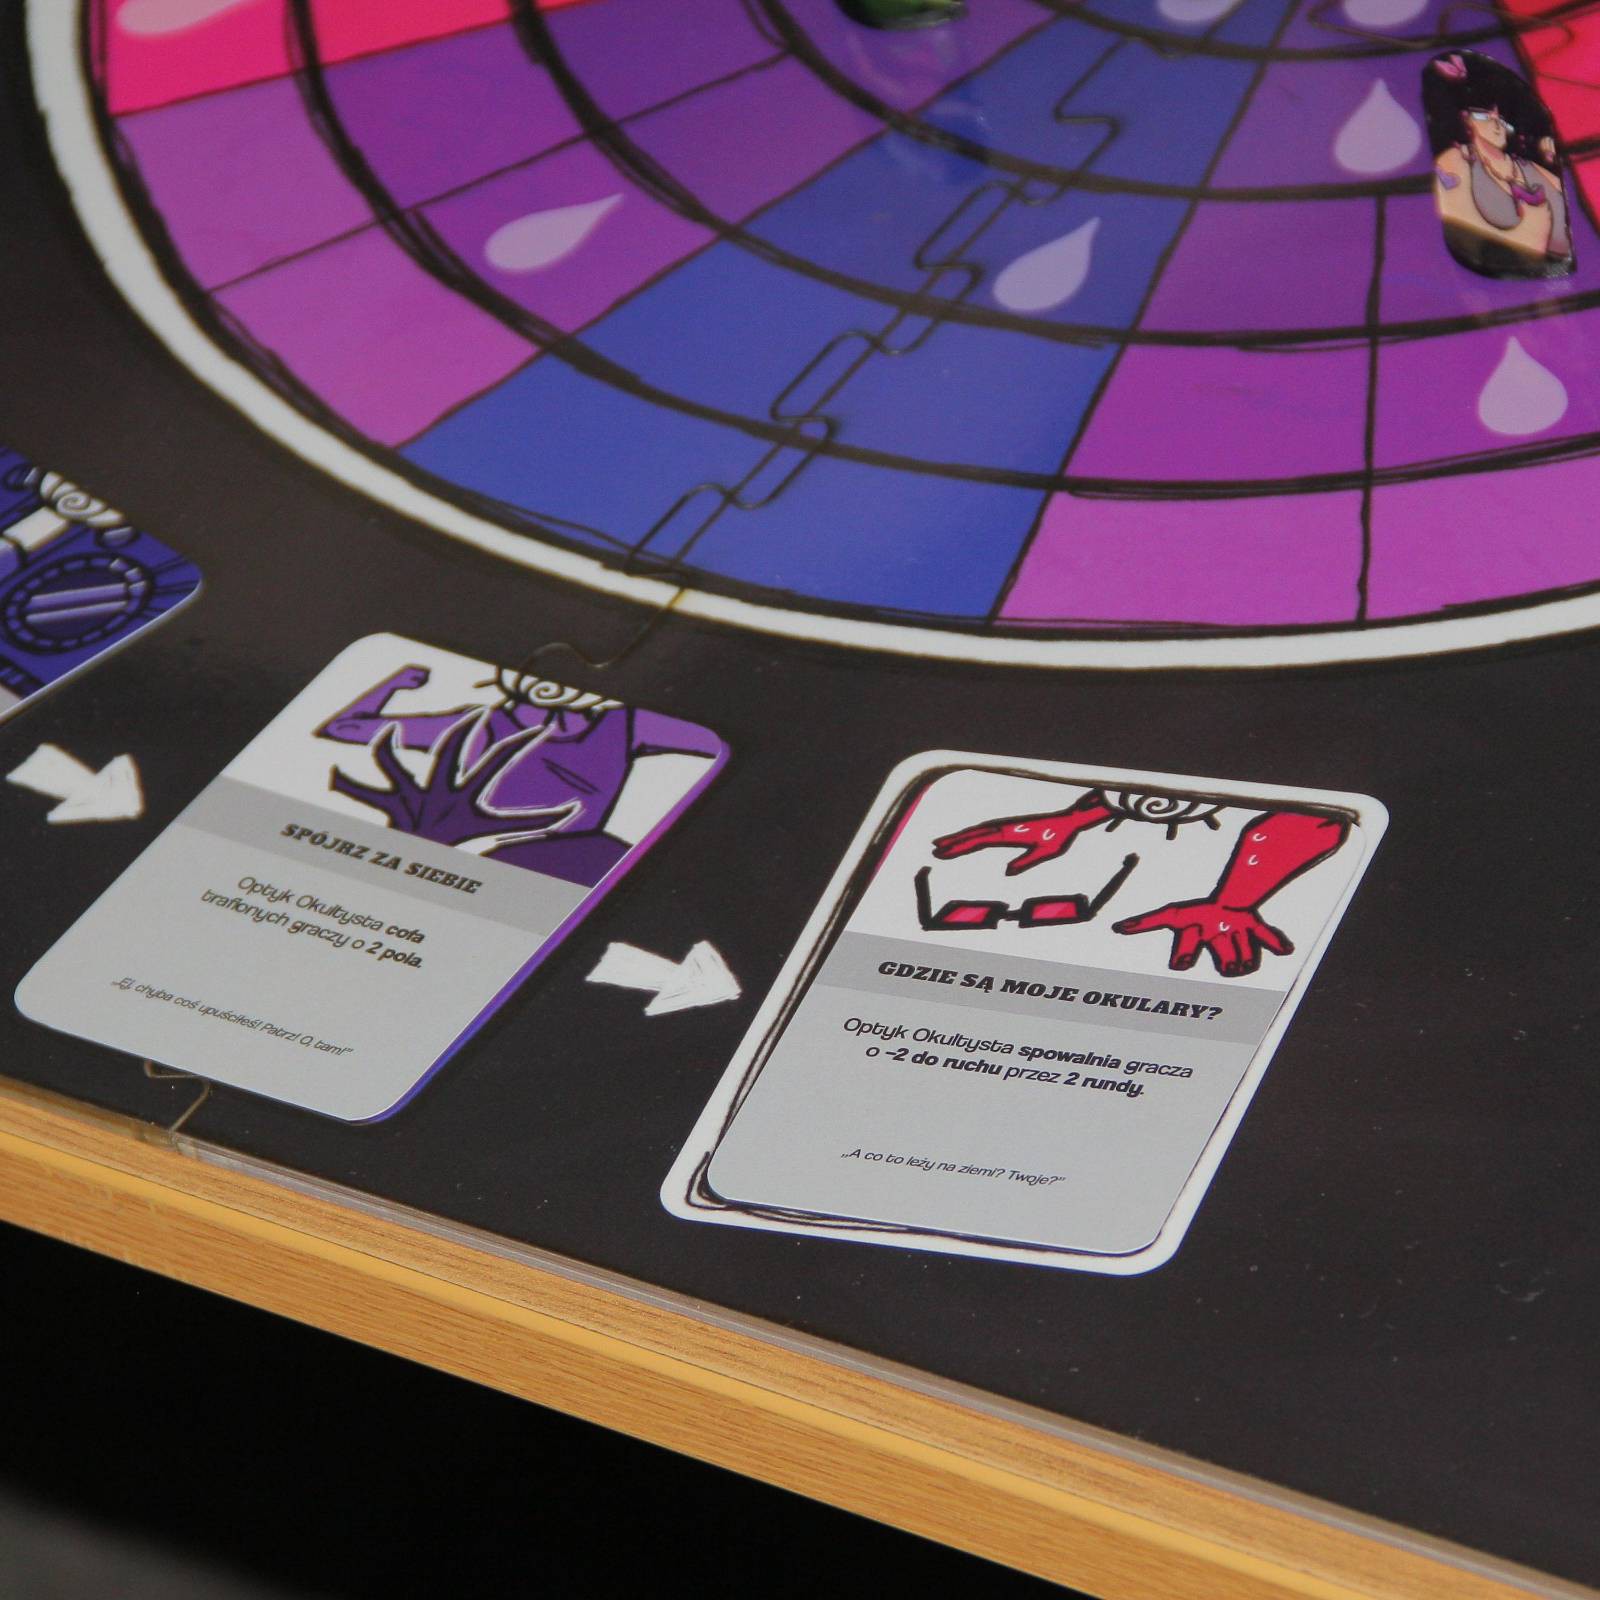 SPÓJRZ ZA SIEBIE
Optyk Okultysta cofa
trafionych graczy o 2 pola.
„Ej, chyba coś upuściłeś! Patrz! O, tam!”
GDZIE SĄ MOJE OKULARY?
Optyk Okultysta spowalnia gracza
o -2 do ruchu przez 2 rundy.
„A co to leży na ziemi? Twoje?”